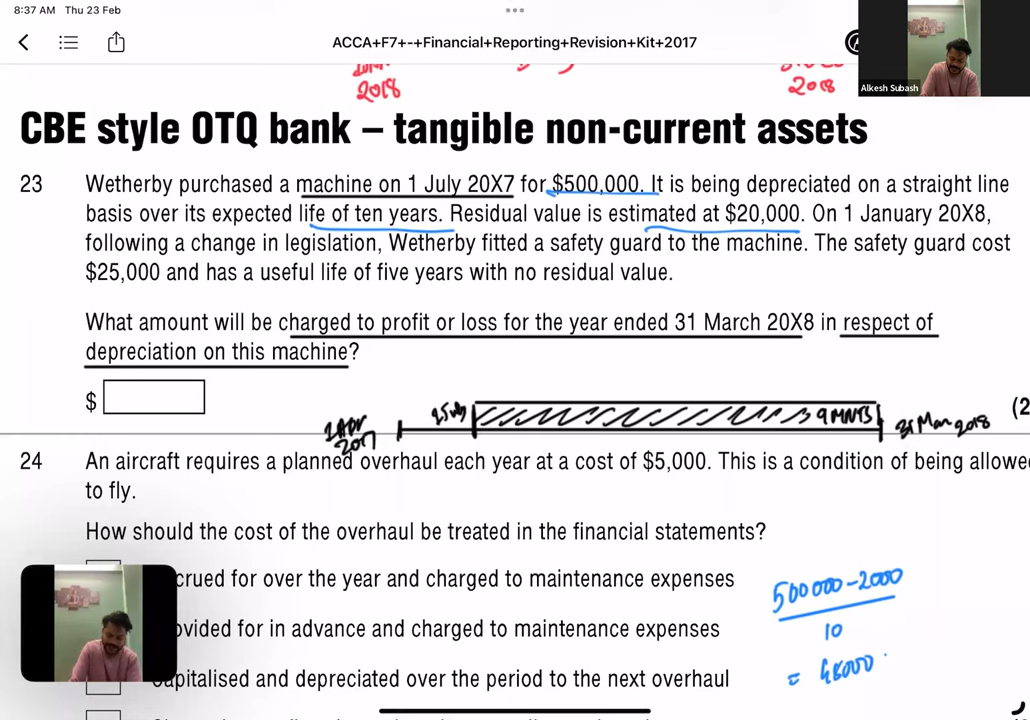 8:37 AM Thu 23 Feb
ACCA+F7+-+Financial+Reporting+Revision+Kit+2017
Alkesh Subash
2018
2018
CBE style OTQ bank – tangible non-current assets
23 Wetherby purchased a machine on 1 July 20X7 for $500,000. It is being depreciated on a straight line
basis over its expected life of ten years. Residual value is estimated at $20,000. On 1 January 20X8,
following a change in legislation, Wetherby fitted a safety guard to the machine. The safety guard cost
$25,000 and has a useful life of five years with no residual value.
What amount will be charged to profit or loss for the year ended 31 March 20X8 in respect of
depreciation on this machine?
$
(2
1 Apr
2017
1 July
9 MNTS
31 Mar 2018
24 An aircraft requires a planned overhaul each year at a cost of $5,000. This is a condition of being allowe
to fly.
How should the cost of the overhaul be treated in the financial statements?
crued for over the year and charged to maintenance expenses
ovided for in advance and charged to maintenance expenses
apitalised and depreciated over the period to the next overhaul
500000-2000
10
= 48000